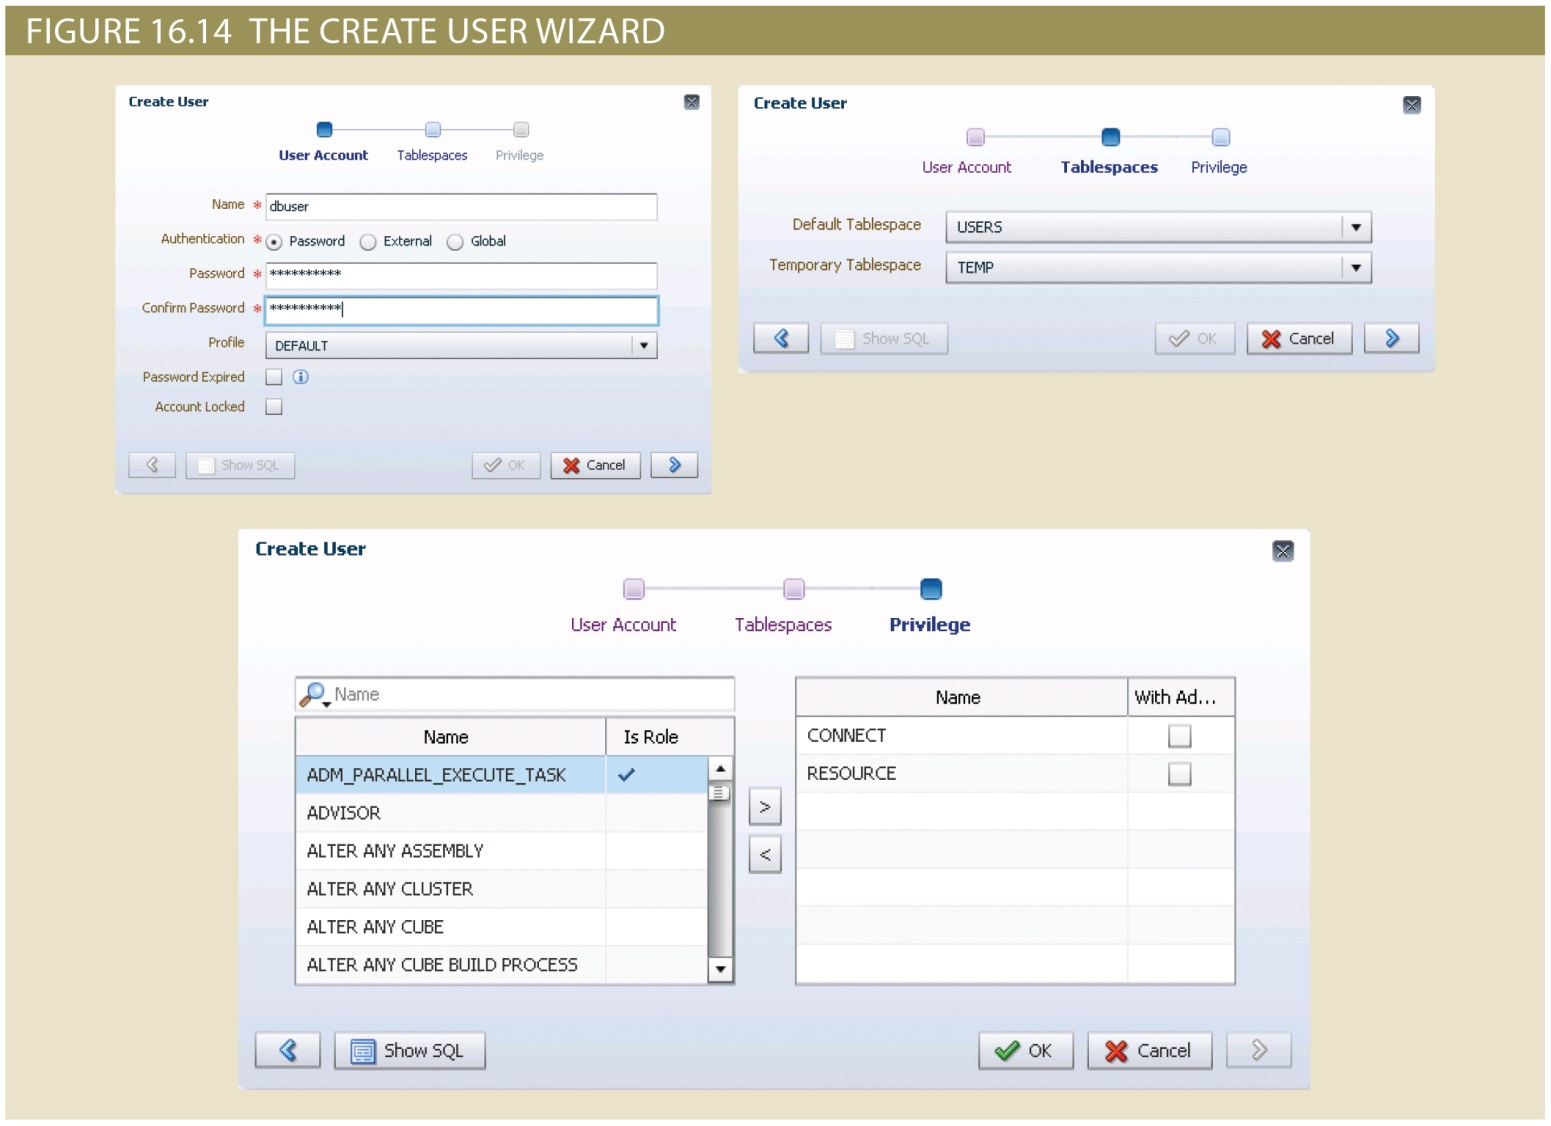 FIGURE 16.14 THE CREATE USER WIZARD
Create User
User Account Tablespaces Privilege
Name * dbuser
Authentication * Password External Global
Password * **********
Confirm Password * **********
Profile DEFAULT
Password Expired
Account Locked
Show SQL OK Cancel
Create User
User Account Tablespaces Privilege
Default Tablespace USERS
Temporary Tablespace TEMP
Show SQL OK Cancel
Create User
User Account Tablespaces Privilege
Name
Name Is Role
ADM_PARALLEL_EXECUTE_TASK
ADVISOR
ALTER ANY ASSEMBLY
ALTER ANY CLUSTER
ALTER ANY CUBE
ALTER ANY CUBE BUILD PROCESS
>
<
Name With Ad...
CONNECT
RESOURCE
Show SQL OK Cancel